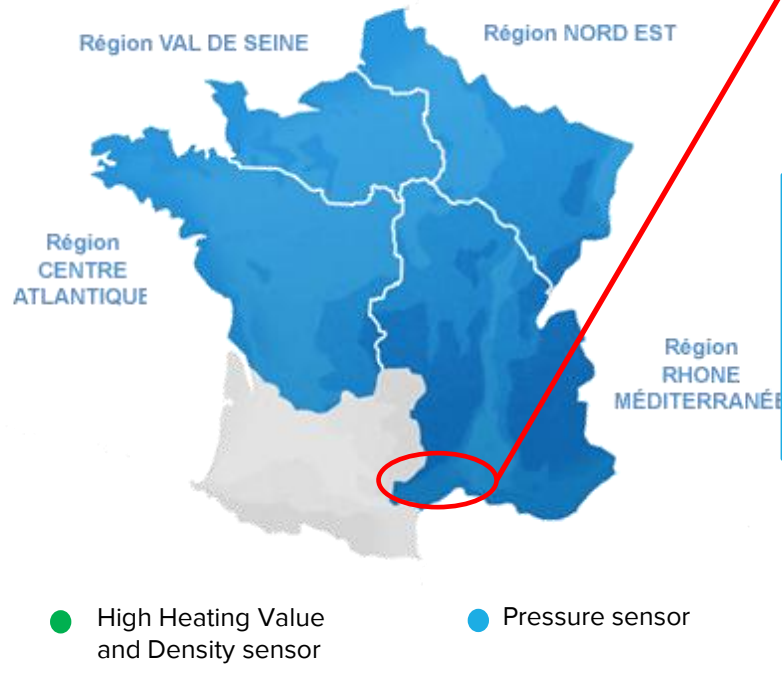 Région VAL DE SEINE
Région NORD EST
Région
CENTRE
ATLANTIQUE
Région
RHONE
MÉDITERRANÉE
High Heating Value
and Density sensor
Pressure sensor